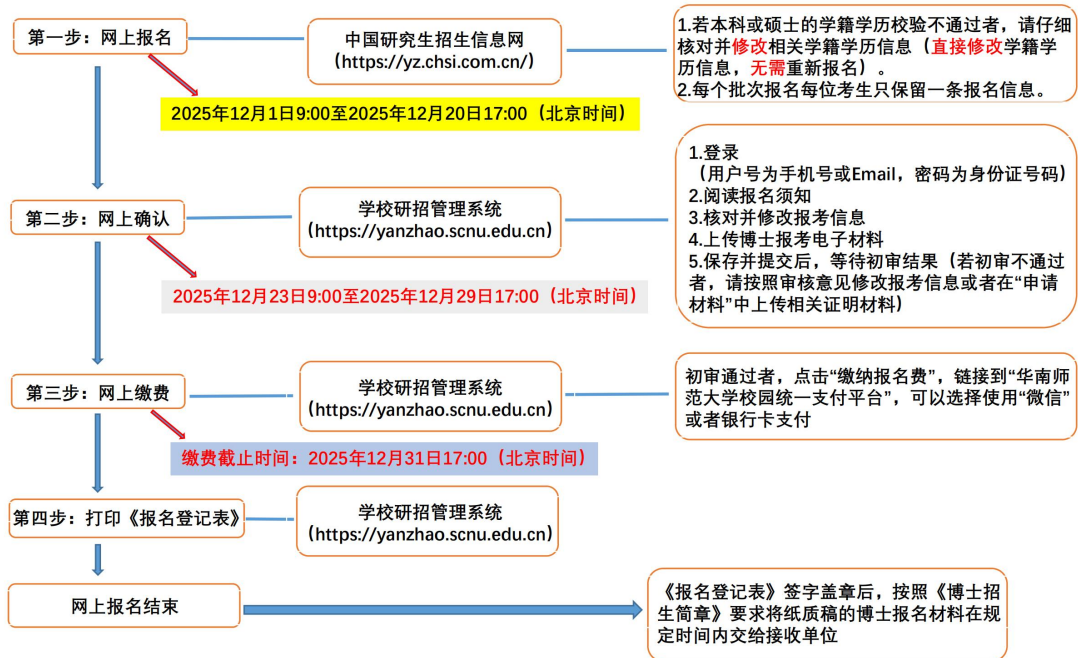 第一步：网上报名
中国研究生招生信息网
（https://yz.chsi.com.cn/）
1.若本科或硕士的学籍学历校验不通过者，请仔细
核对并修改相关学籍学历信息（直接修改学籍学
历信息，无需重新报名）。
2.每个批次报名每位考生只保留一条报名信息。
2025年12月1日9:00至2025年12月20日17:00（北京时间）
第二步：网上确认
学校研招管理系统
（https://yanzhao.scnu.edu.cn）
1.登录
（用户号为手机号或Email，密码为身份证号码）
2.阅读报名须知
3.核对并修改报考信息
4.上传博士报考电子材料
5.保存并提交后，等待初审结果（若初审不通过
者，请按照审核意见修改报考信息或者在“申请
材料”中上传相关证明材料）
2025年12月23日9:00至2025年12月29日17:00（北京时间）
第三步：网上缴费
学校研招管理系统
（https://yanzhao.scnu.edu.cn）
初审通过者，点击“缴纳报名费”，链接到“华南师
范大学校园统一支付平台”，可以选择使用“微信”
或者银行卡支付
缴费截止时间：2025年12月31日17:00（北京时间）
第四步：打印《报名登记表》
学校研招管理系统
（https://yanzhao.scnu.edu.cn）
网上报名结束
《报名登记表》签字盖章后，按照《博士招
生简章》要求将纸质稿的博士报名材料在规
定时间内交给接收单位